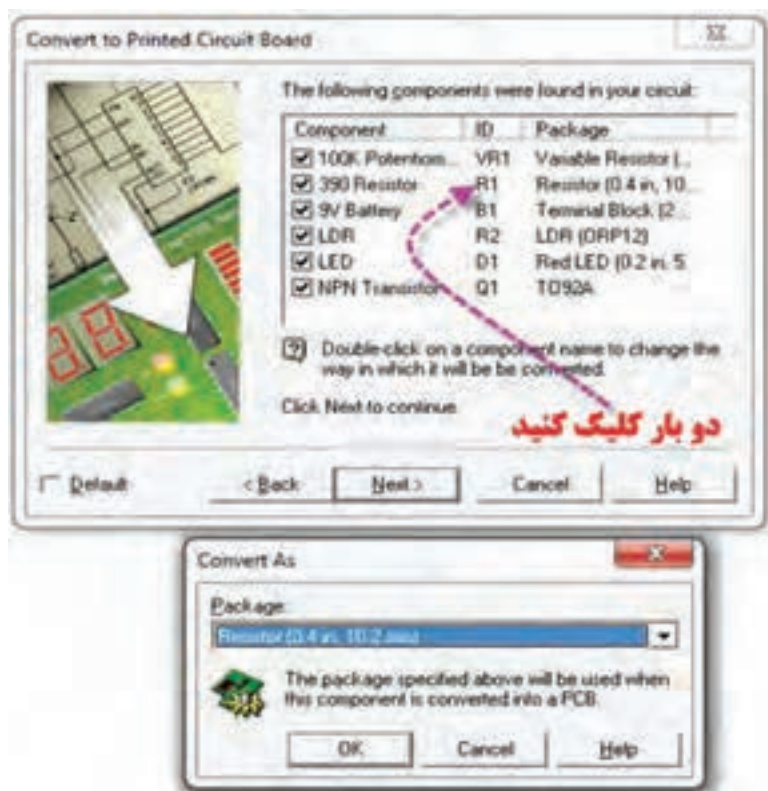 Convert to Printed Circuit Board
The following components were found in your circuit:
Component ID Package
100K Potentiom... VR1 Variable Resistor (...
390 Resistor R1 Resistor (0.4 in, 10...
9V Battery B1 Terminal Block (2...
LDR R2 LDR (ORP12)
LED D1 Red LED (0.2 in, 5...
NPN Transistor Q1 TO92A
Double-click on a component name to change the
way in which it will be be converted.
Click Next to continue
دو بار کلیک کنید
Default < Back Next > Cancel Help
Convert As
Package:
Resistor (0.4 in, 10.2 mm)
The package specified above will be used when
this component is converted into a PCB.
OK Cancel Help